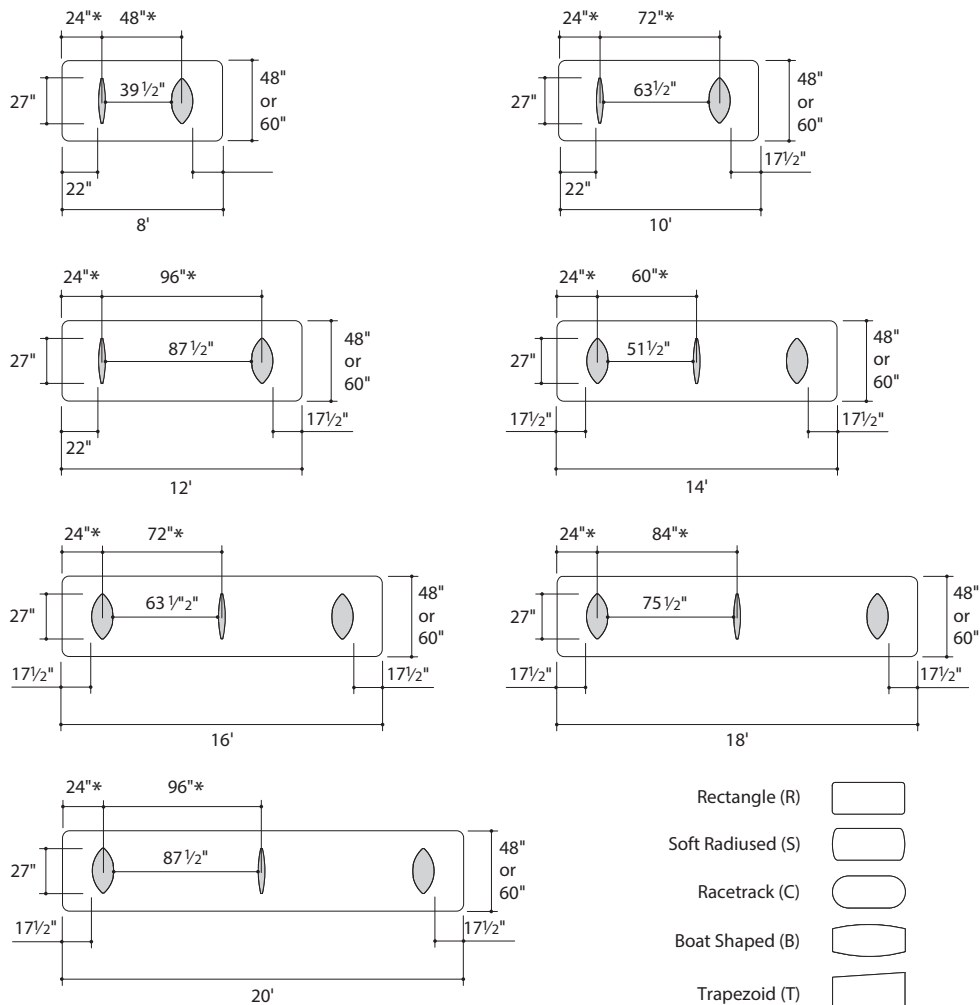 24"* 48"*
39 1/2"
27"
48"
or
60"
22"
8'
24"* 72"*
63 1/2"
27"
48"
or
60"
17 1/2"
22"
10'
24"* 96"*
87 1/2"
27"
48"
or
60"
17 1/2"
22"
12'
24"* 60"*
51 1/2"
27"
48"
or
60"
17 1/2" 17 1/2"
14'
24"* 72"*
63 1/"2"
27"
48"
or
60"
17 1/2" 17 1/2"
16'
24"* 84"*
75 1/2"
27"
48"
or
60"
17 1/2" 17 1/2"
18'
24"* 96"*
87 1/2"
27"
48"
or
60"
17 1/2" 17 1/2"
20'
Rectangle (R)
Soft Radiused (S)
Racetrack (C)
Boat Shaped (B)
Trapezoid (T)